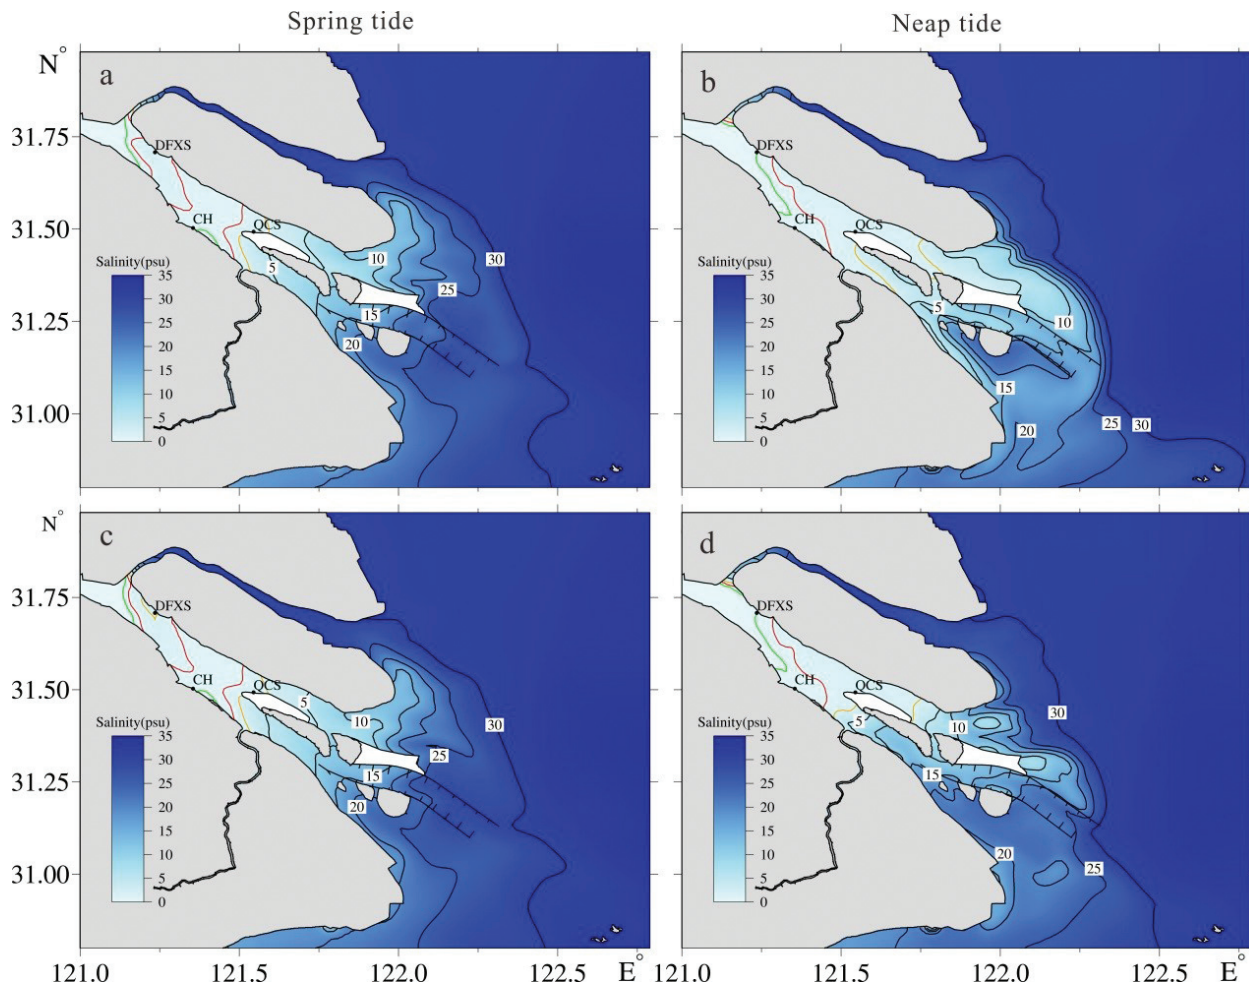 Spring tide
Neap tide
N°
a
b
31.75
DFXS
DFXS
31.50
CH
QCS
CH
QCS
10
30
Salinity(psu)
5
25
Salinity(psu)
35
30
25
20
15
10
5
0
35
30
25
20
15
10
5
0
31.25
15
20
5
10
31.00
15
20
25
30
N°
c
d
31.75
DFXS
DFXS
31.50
CH
QCS
CH
QCS
5
10
30
5
10
30
Salinity(psu)
25
Salinity(psu)
35
30
25
20
15
10
5
0
35
30
25
20
15
10
5
0
31.25
15
20
15
31.00
20
25
121.0
121.5
122.0
122.5
E°
121.0
121.5
122.0
122.5
E°